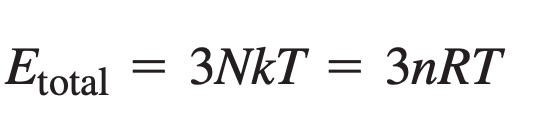 E_total = 3NkT = 3nRT